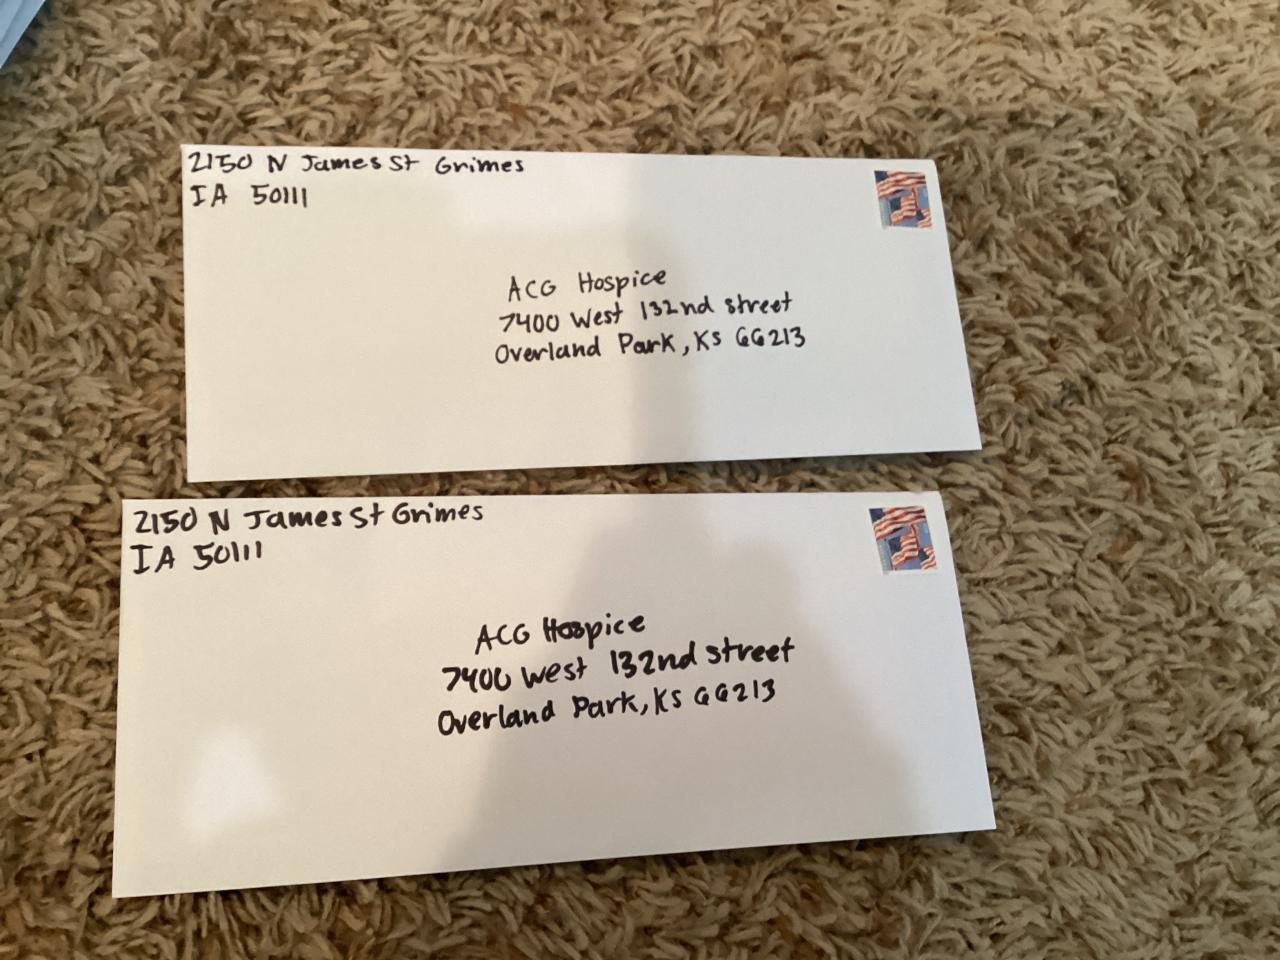 2150 N James St Grimes
IA 50111
ACG Hospice
7400 West 132nd street
Overland Park, KS 66213
2150 N James St Grimes
IA 50111
ACG Hospice
7400 West 132nd street
Overland Park, KS 66213